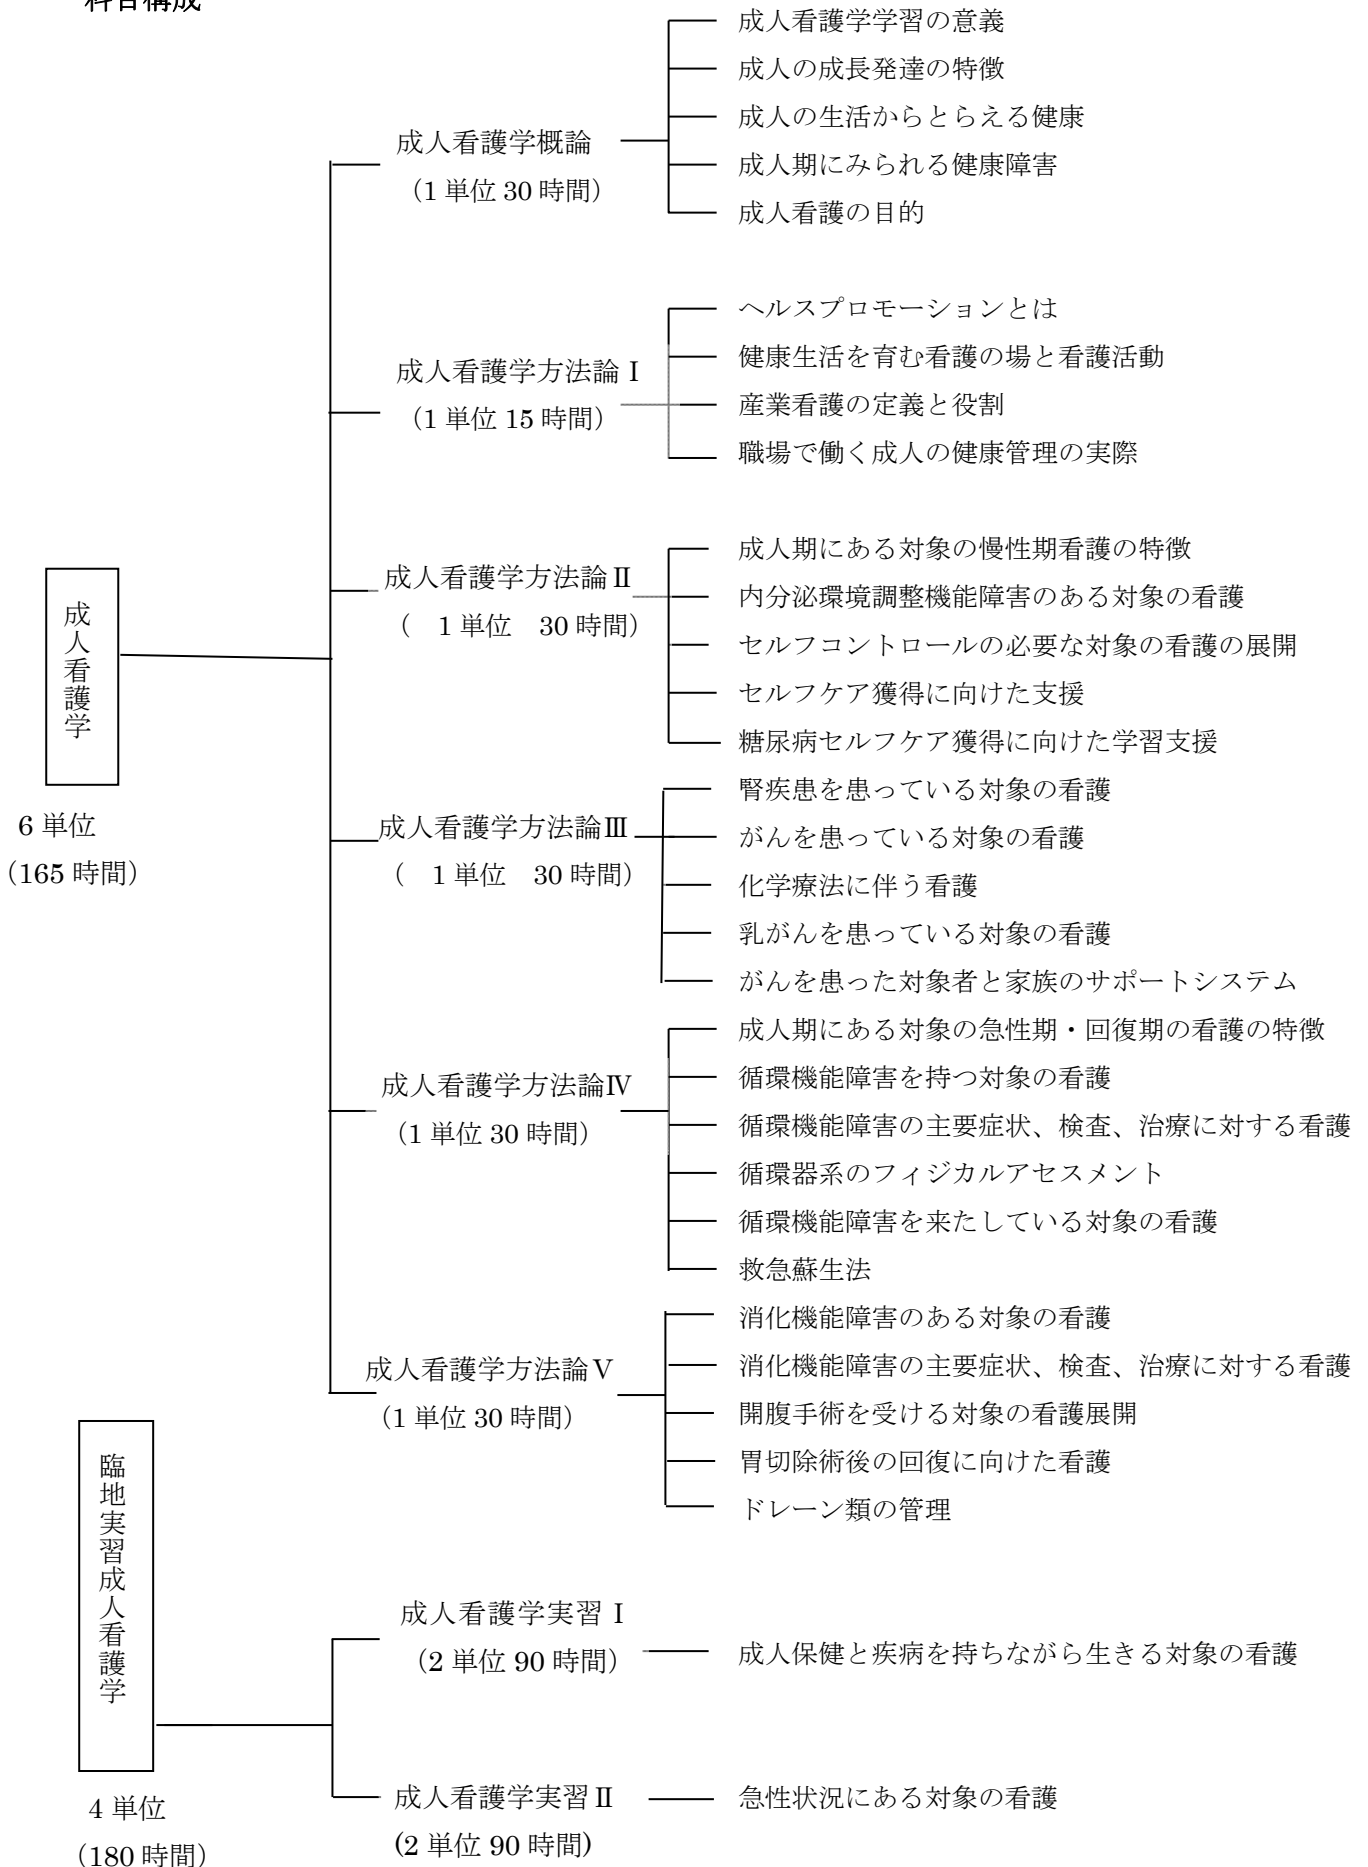 科目構成
成人看護学
6 単位
（165 時間）
成人看護学概論
（1 単位 30 時間）
成人看護学学習の意義
成人の成長発達の特徴
成人の生活からとらえる健康
成人期にみられる健康障害
成人看護の目的
成人看護学方法論Ⅰ
（1 単位 15 時間）
ヘルスプロモーションとは
健康生活を育む看護の場と看護活動
産業看護の定義と役割
職場で働く成人の健康管理の実際
成人看護学方法論Ⅱ
（　1 単位　30 時間）
成人期にある対象の慢性期看護の特徴
内分泌環境調整機能障害のある対象の看護
セルフコントロールの必要な対象の看護の展開
セルフケア獲得に向けた支援
糖尿病セルフケア獲得に向けた学習支援
成人看護学方法論Ⅲ
（　1 単位　30 時間）
腎疾患を患っている対象の看護
がんを患っている対象の看護
化学療法に伴う看護
乳がんを患っている対象の看護
がんを患った対象者と家族のサポートシステム
成人看護学方法論Ⅳ
（1 単位 30 時間）
成人期にある対象の急性期・回復期の看護の特徴
循環機能障害を持つ対象の看護
循環機能障害の主要症状、検査、治療に対する看護
循環器系のフィジカルアセスメント
循環機能障害を来たしている対象の看護
救急蘇生法
成人看護学方法論Ⅴ
（1 単位 30 時間）
消化機能障害のある対象の看護
消化機能障害の主要症状、検査、治療に対する看護
開腹手術を受ける対象の看護展開
胃切除術後の回復に向けた看護
ドレーン類の管理
臨地実習成人看護学
4 単位
（180 時間）
成人看護学実習Ⅰ
（2 単位 90 時間）
成人保健と疾病を持ちながら生きる対象の看護
成人看護学実習Ⅱ
(2 単位 90 時間)
急性状況にある対象の看護